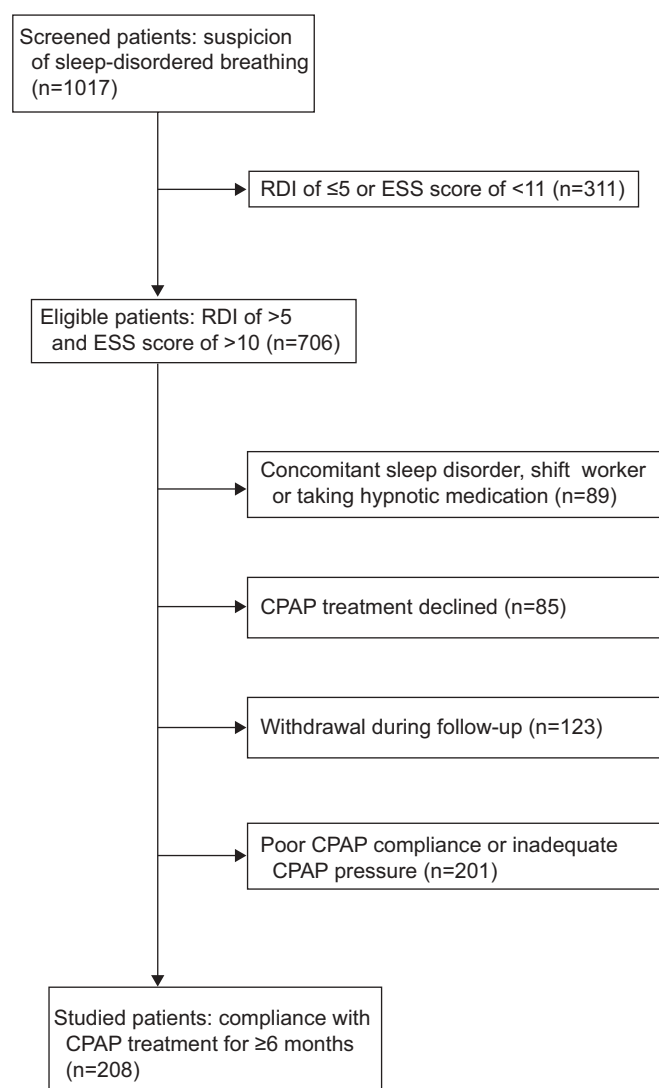 Screened patients: suspicion
of sleep-disordered breathing
(n=1017)
RDI of ≤5 or ESS score of <11 (n=311)
Eligible patients: RDI of >5
and ESS score of >10 (n=706)
Concomitant sleep disorder, shift worker
or taking hypnotic medication (n=89)
CPAP treatment declined (n=85)
Withdrawal during follow-up (n=123)
Poor CPAP compliance or inadequate
CPAP pressure (n=201)
Studied patients: compliance with
CPAP treatment for ≥6 months
(n=208)